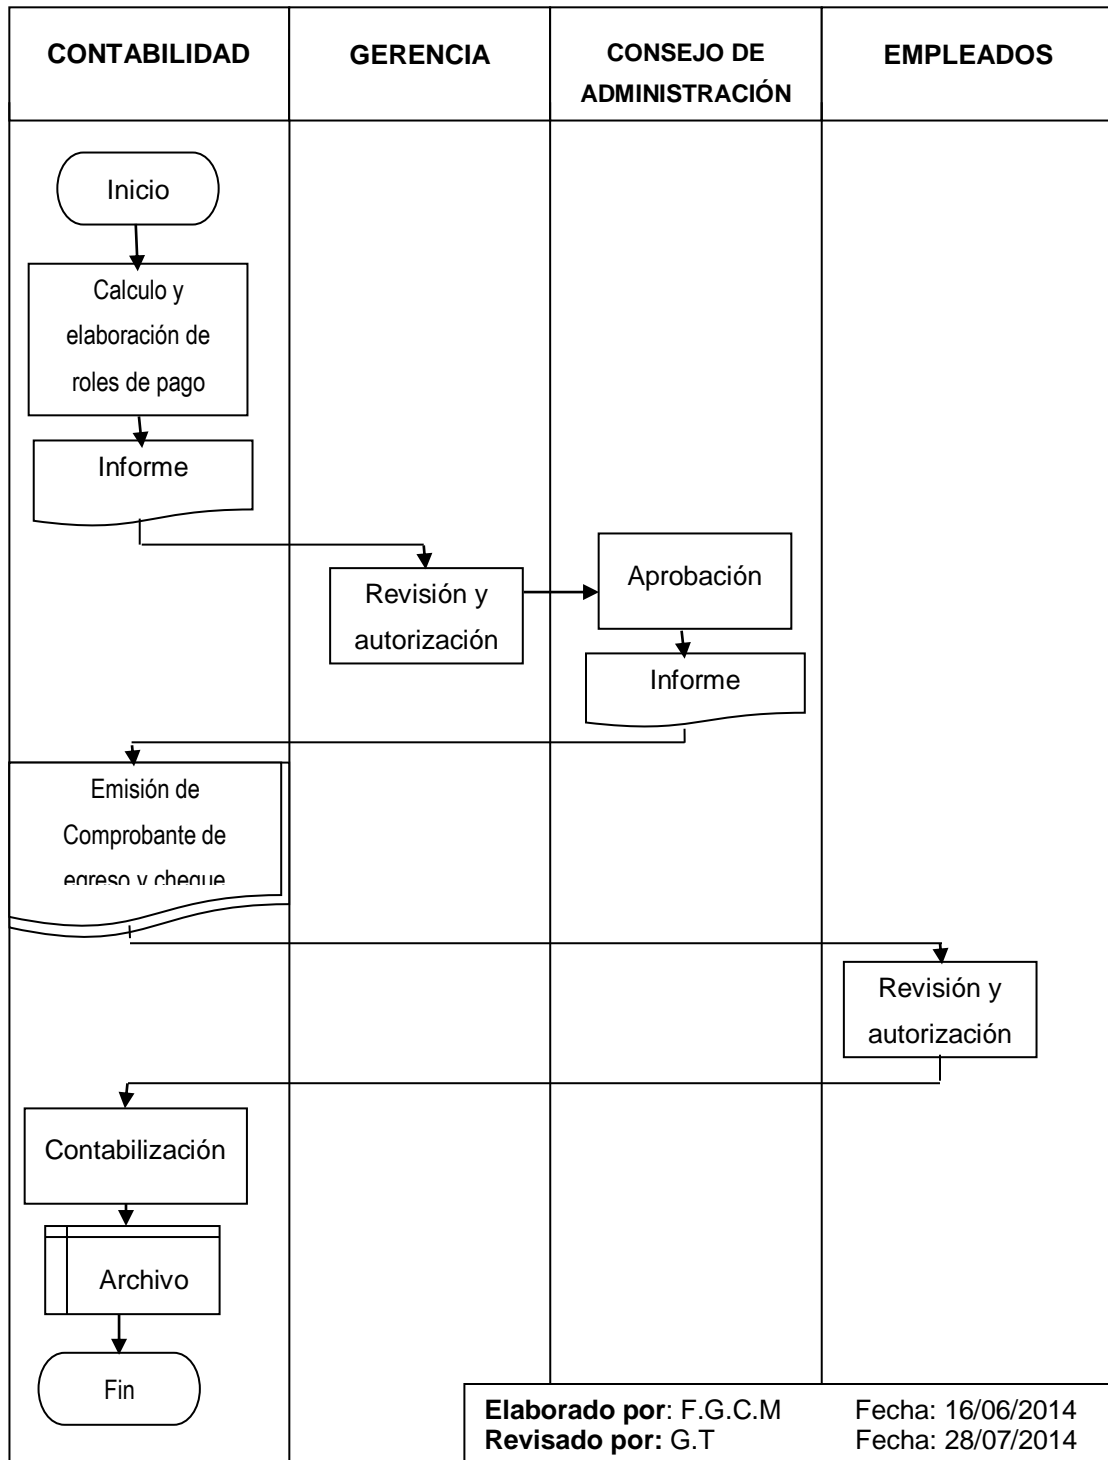 CONTABILIDAD
GERENCIA
CONSEJO DE
ADMINISTRACIÓN
EMPLEADOS
Inicio
Calculo y
elaboración de
roles de pago
Informe
Revisión y
autorización
Aprobación
Informe
Emisión de
Comprobante de
egreso y cheque
Revisión y
autorización
Contabilización
Archivo
Fin
Elaborado por: F.G.C.M Fecha: 16/06/2014
Revisado por: G.T Fecha: 28/07/2014